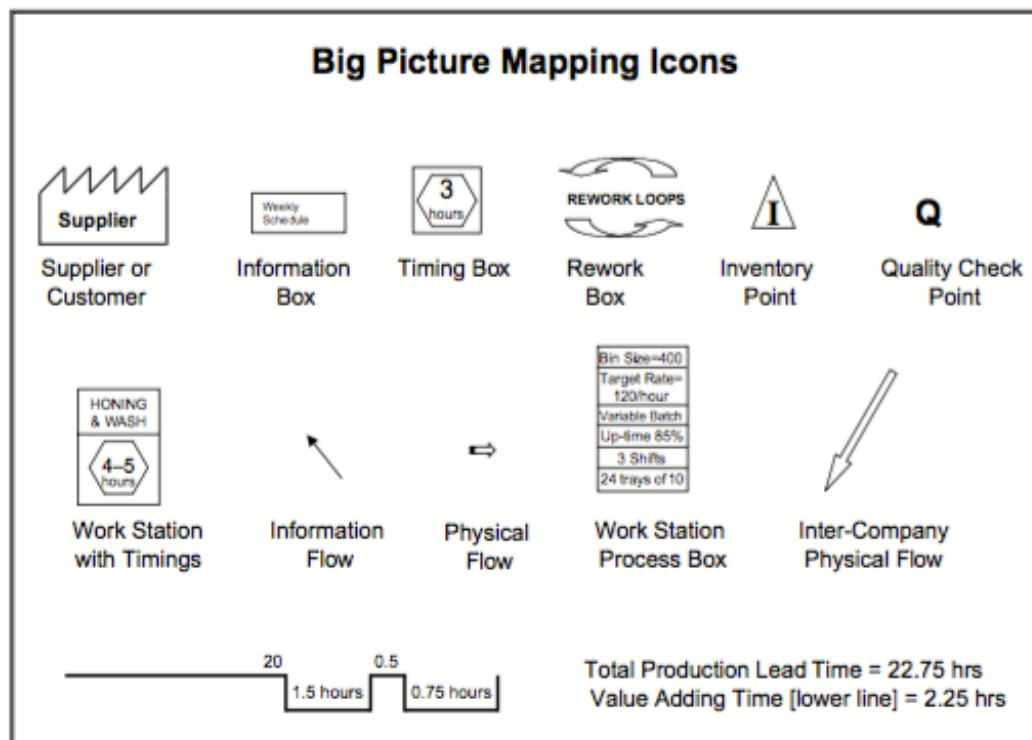 Big Picture Mapping Icons
Supplier
Supplier or
Customer
Weekly
Schedule
Information
Box
3
hours
Timing Box
REWORK LOOPS
Rework
Box
I
Inventory
Point
Q
Quality Check
Point
HONING
& WASH
4–5
hours
Work Station
with Timings
Information
Flow
Physical
Flow
Bin Size=400
Target Rate=
120/hour
Variable Batch
Up-time 85%
3 Shifts
24 trays of 10
Work Station
Process Box
Inter-Company
Physical Flow
20
1.5 hours
0.5
0.75 hours
Total Production Lead Time = 22.75 hrs
Value Adding Time [lower line] = 2.25 hrs